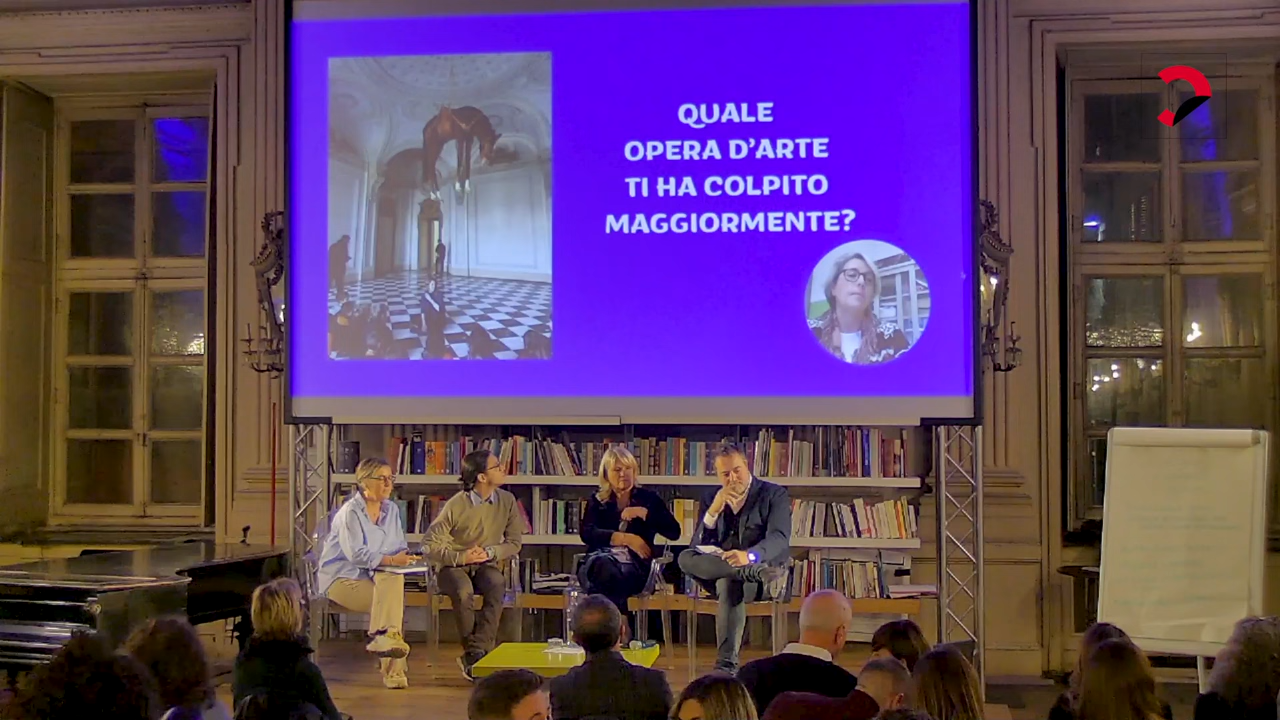 QUALE
OPERA D'ARTE
TI HA COLPITO
MAGGIORMENTE?